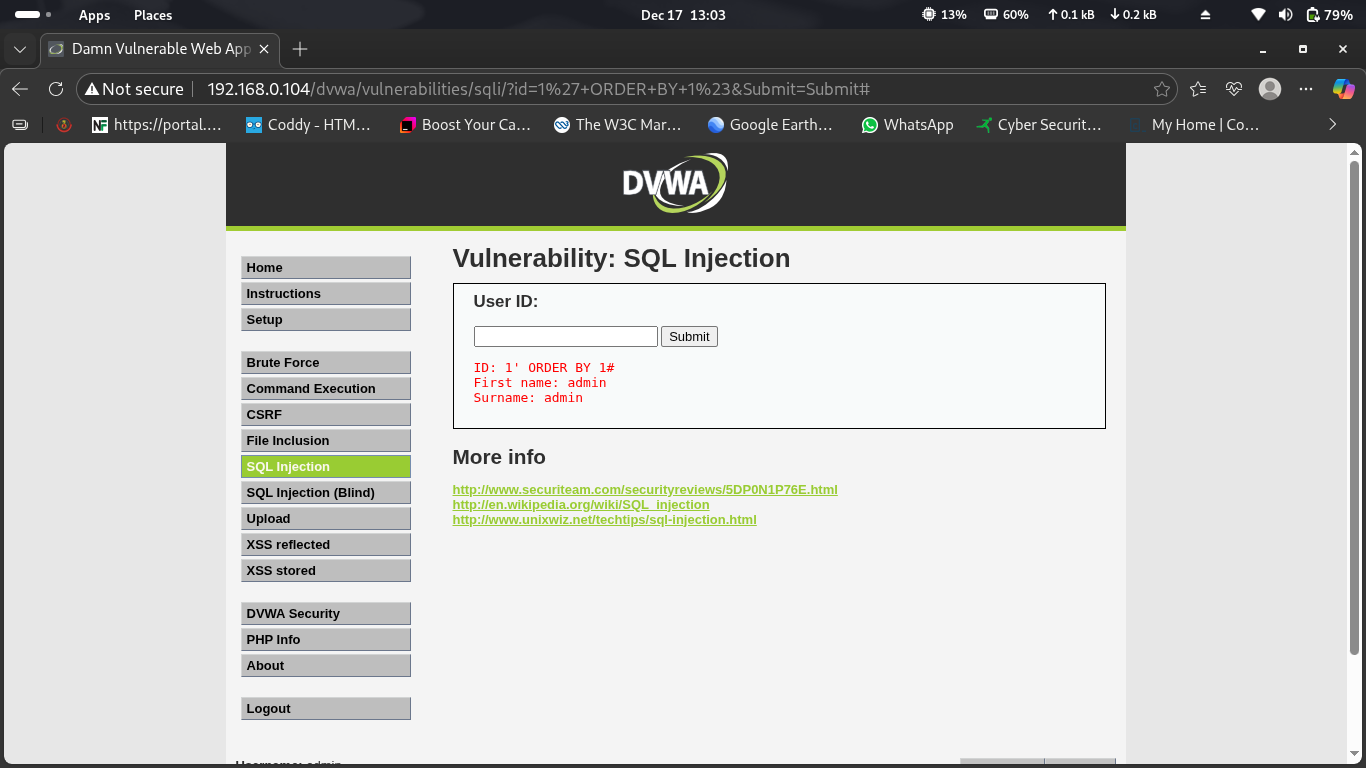 Apps Places Dec 17 13:03 13% 60% 0.1 kB 0.2 kB 79%
Damn Vulnerable Web App
Not secure 192.168.0.104/dvwa/vulnerabilities/sqli/?id=1%27+ORDER+BY+1%23&Submit=Submit#
https://portal.... Coddy - HTM... Boost Your Ca... The W3C Mar... Google Earth... WhatsApp Cyber Securit... My Home | Co...
DVWA
Vulnerability: SQL Injection
Home
Instructions
Setup
Brute Force
Command Execution
CSRF
File Inclusion
SQL Injection
SQL Injection (Blind)
Upload
XSS reflected
XSS stored
DVWA Security
PHP Info
About
Logout
User ID:
Submit
ID: 1' ORDER BY 1#
First name: admin
Surname: admin
More info
http://www.securiteam.com/securityreviews/5DP0N1P76E.html
http://en.wikipedia.org/wiki/SQL_injection
http://www.unixwiz.net/techtips/sql-injection.html
Username: admin